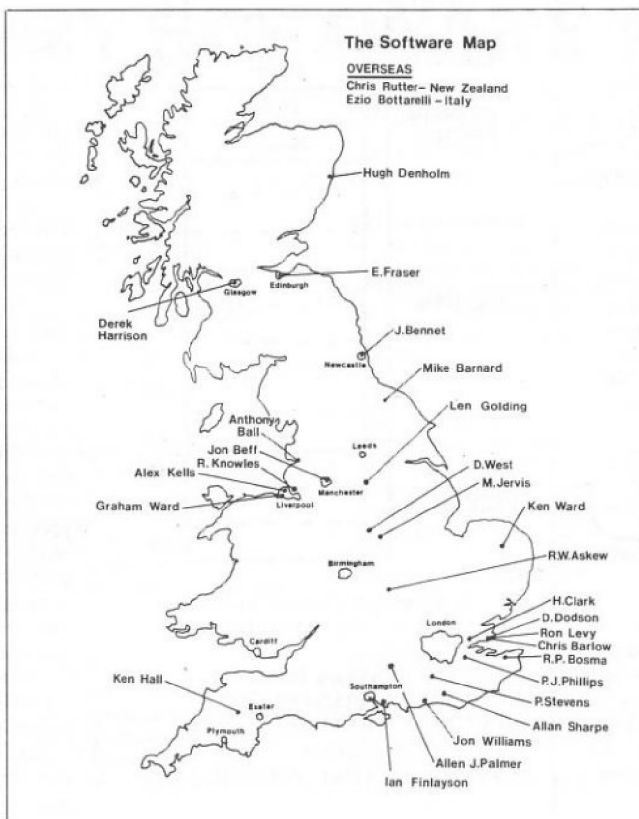 The Software Map
OVERSEAS
Chris Rutter- New Zealand
Ezio Bottarelli -Italy
Hugh Denholm
E.Fraser
Edinburgh
Glasgow
Derek
Harrison
J.Bennet
Newcastle
Mike Barnard
Len Golding
Anthony
Ball
Leeds
Jon Beff
R.Knowles
D.West
Alex Kells
M.Jervis
Manchester
Graham Ward
Liverpool
Ken Ward
R.W.Askew
Birmingham
H.Clark
D.Dodson
London
Ron Levy
Chris Barlow
Cardiff
R.P.Bosma
P.J.Phillips
Ken Hall
Southampton
P.Stevens
Exeter
Allan Sharpe
Plymouth
Jon Williams
Allen J.Palmer
Ian Finlayson